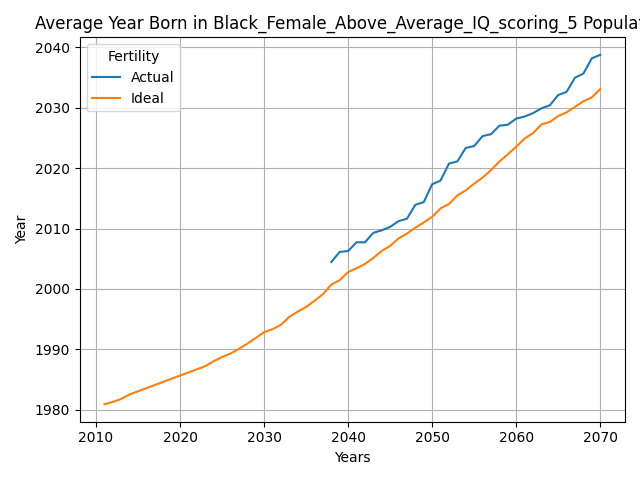 Average Year Born in Black_Female_Above_Average_IQ_scoring_5 Populat
2040
2030
2020
2010
2000
1990
1980
Fertility
Actual
Ideal
Year
2010 2020 2030 2040 2050 2060 2070
Years